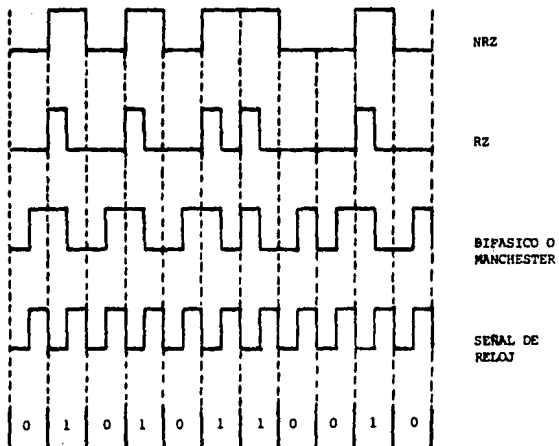 NRZ
RZ
BIFASICO O
MANCHESTER
SEÑAL DE
RELOJ
0 1 0 1 0 1 1 0 0 1 0